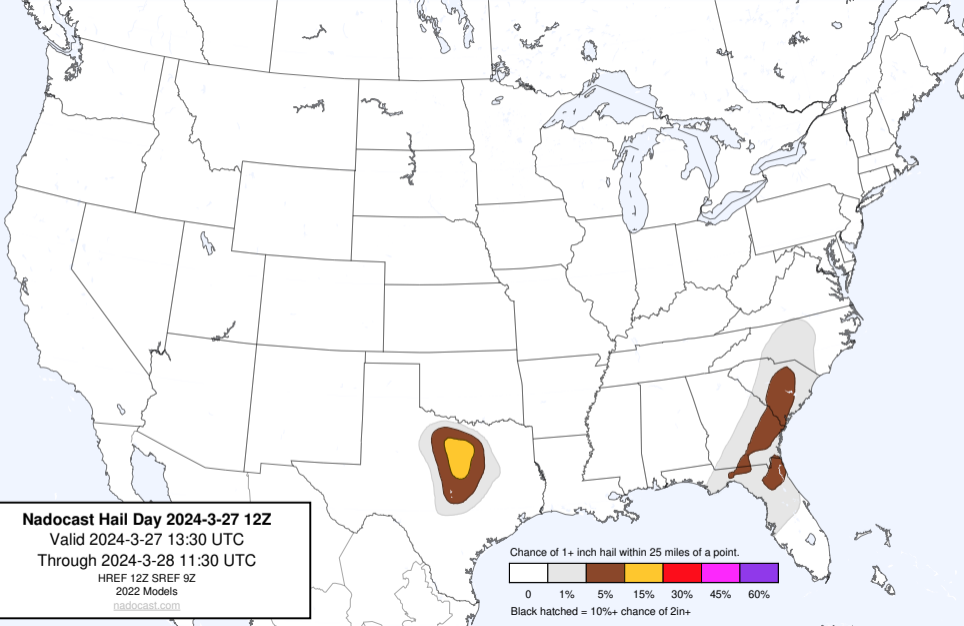 Nadocast Hail Day 2024-3-27 12Z
Valid 2024-3-27 13:30 UTC
Through 2024-3-28 11:30 UTC
HREF 12Z SREF 9Z
2022 Models
nadocast.com
Chance of 1+ inch hail within 25 miles of a point.
0 1% 5% 15% 30% 45% 60%
Black hatched = 10%+ chance of 2in+